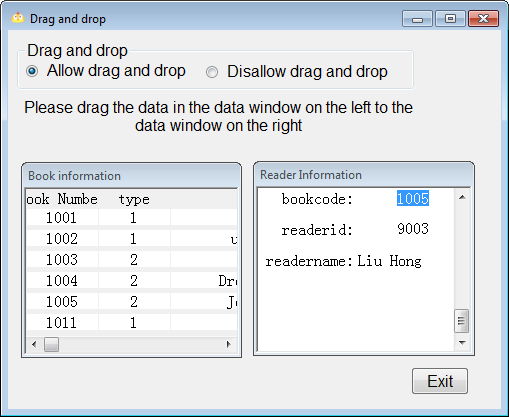 Drag and drop
Drag and drop
Allow drag and drop Disallow drag and drop
Please drag the data in the data window on the left to the
data window on the right
Book information
ook Numbe type
1001 1
1002 1 u
1003 2
1004 2 Dr
1005 2 J
1011 1
Reader Information
bookcode: 1005
readerid: 9003
readername: Liu Hong
Exit